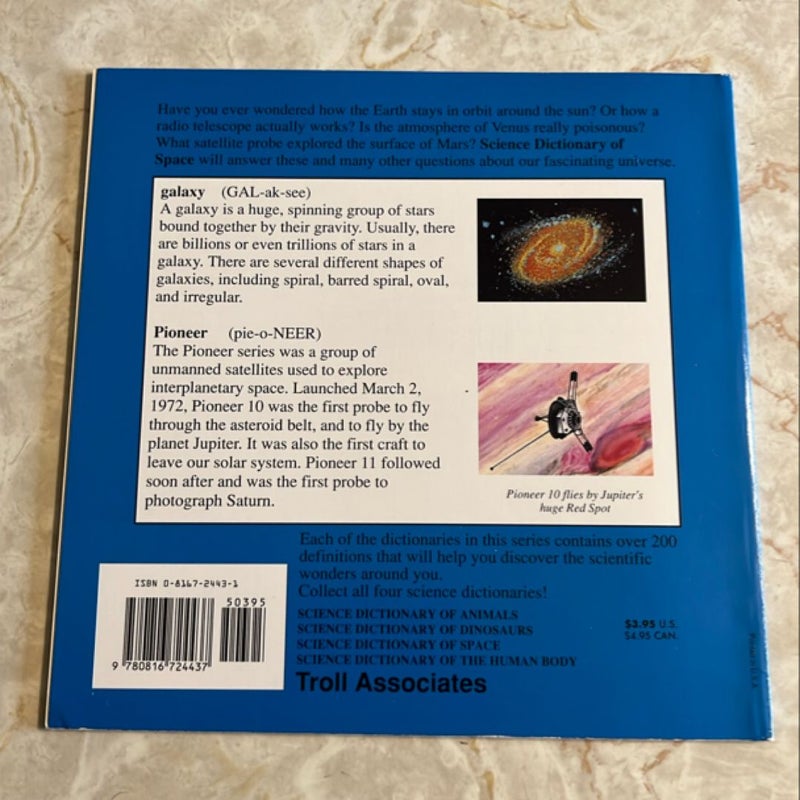 Have you ever wondered how the Earth stays in orbit around the sun? Or how a
radio telescope actually works? Is the atmosphere of Venus really poisonous?
What satellite probe explored the surface of Mars? Science Dictionary of
Space will answer these and many other questions about our fascinating universe.
galaxy (GAL-ak-see)
A galaxy is a huge, spinning group of stars
bound together by their gravity. Usually, there
are billions or even trillions of stars in a
galaxy. There are several different shapes of
galaxies, including spiral, barred spiral, oval,
and irregular.
Pioneer (pie-o-NEER)
The Pioneer series was a group of
unmanned satellites used to explore
interplanetary space. Launched March 2,
1972, Pioneer 10 was the first probe to fly
through the asteroid belt, and to fly by the
planet Jupiter. It was also the first craft to
leave our solar system. Pioneer 11 followed
soon after and was the first probe to
photograph Saturn.
Pioneer 10 flies by Jupiter's
huge Red Spot
Each of the dictionaries in this series contains over 200
definitions that will help you discover the scientific
wonders around you.
Collect all four science dictionaries!
SCIENCE DICTIONARY OF ANIMALS
SCIENCE DICTIONARY OF DINOSAURS
SCIENCE DICTIONARY OF SPACE
SCIENCE DICTIONARY OF THE HUMAN BODY
Troll Associates
$3.95 U.S.
$4.95 CAN.
ISBN 0-8167-2443-1
50395
9 780816 724437
Printed in U.S.A.